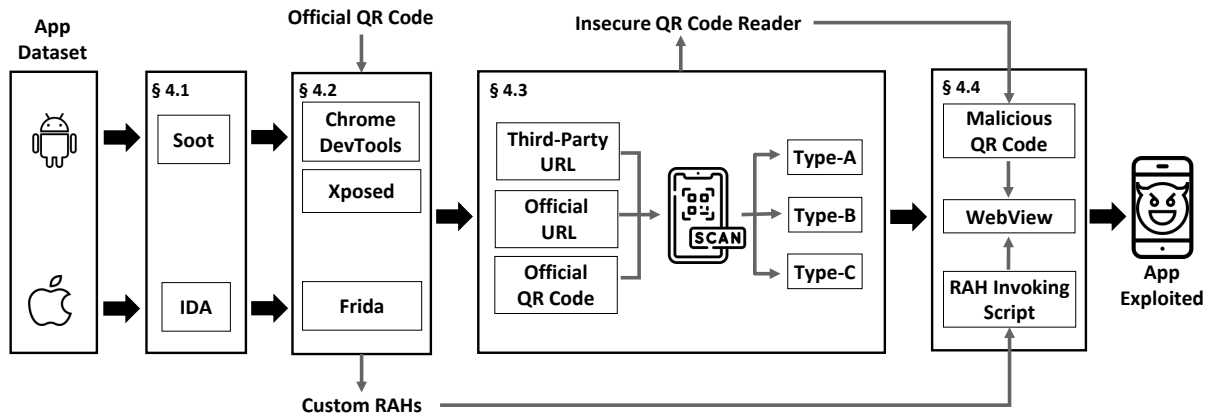 App
Dataset
Official QR Code
Insecure QR Code Reader
§ 4.1
Soot
IDA
§ 4.2
Chrome
DevTools
Xposed
Frida
Custom RAHs
§ 4.3
Third-Party
URL
Official
URL
Official
QR Code
SCAN
Type-A
Type-B
Type-C
§ 4.4
Malicious
QR Code
WebView
RAH Invoking
Script
App
Exploited